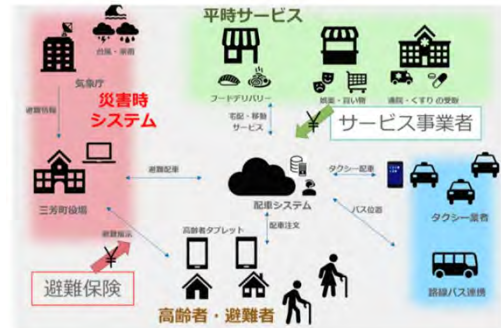 平時サービス
台風・豪雨
気象庁
災害時
システム
避難情報
フードデリバリー
娯楽・買い物
通院・くすりの受取
宅配・移動
サービス
¥
サービス事業者
避難配車
配車システム
タクシー配車
タクシー業者
三芳町役場
避難指示
¥
避難保険
高齢者タブレット
配車注文
バス位置
路線バス連携
高齢者・避難者